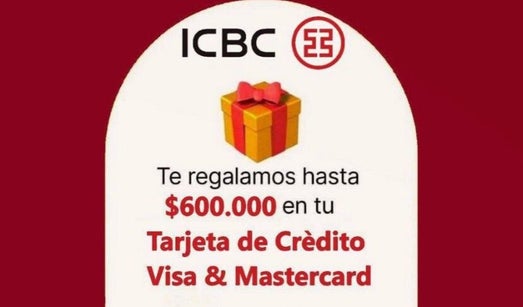 ICBC
Te regalamos hasta
$600.000 en tu
Tarjeta de Crèdito
Visa & Mastercard